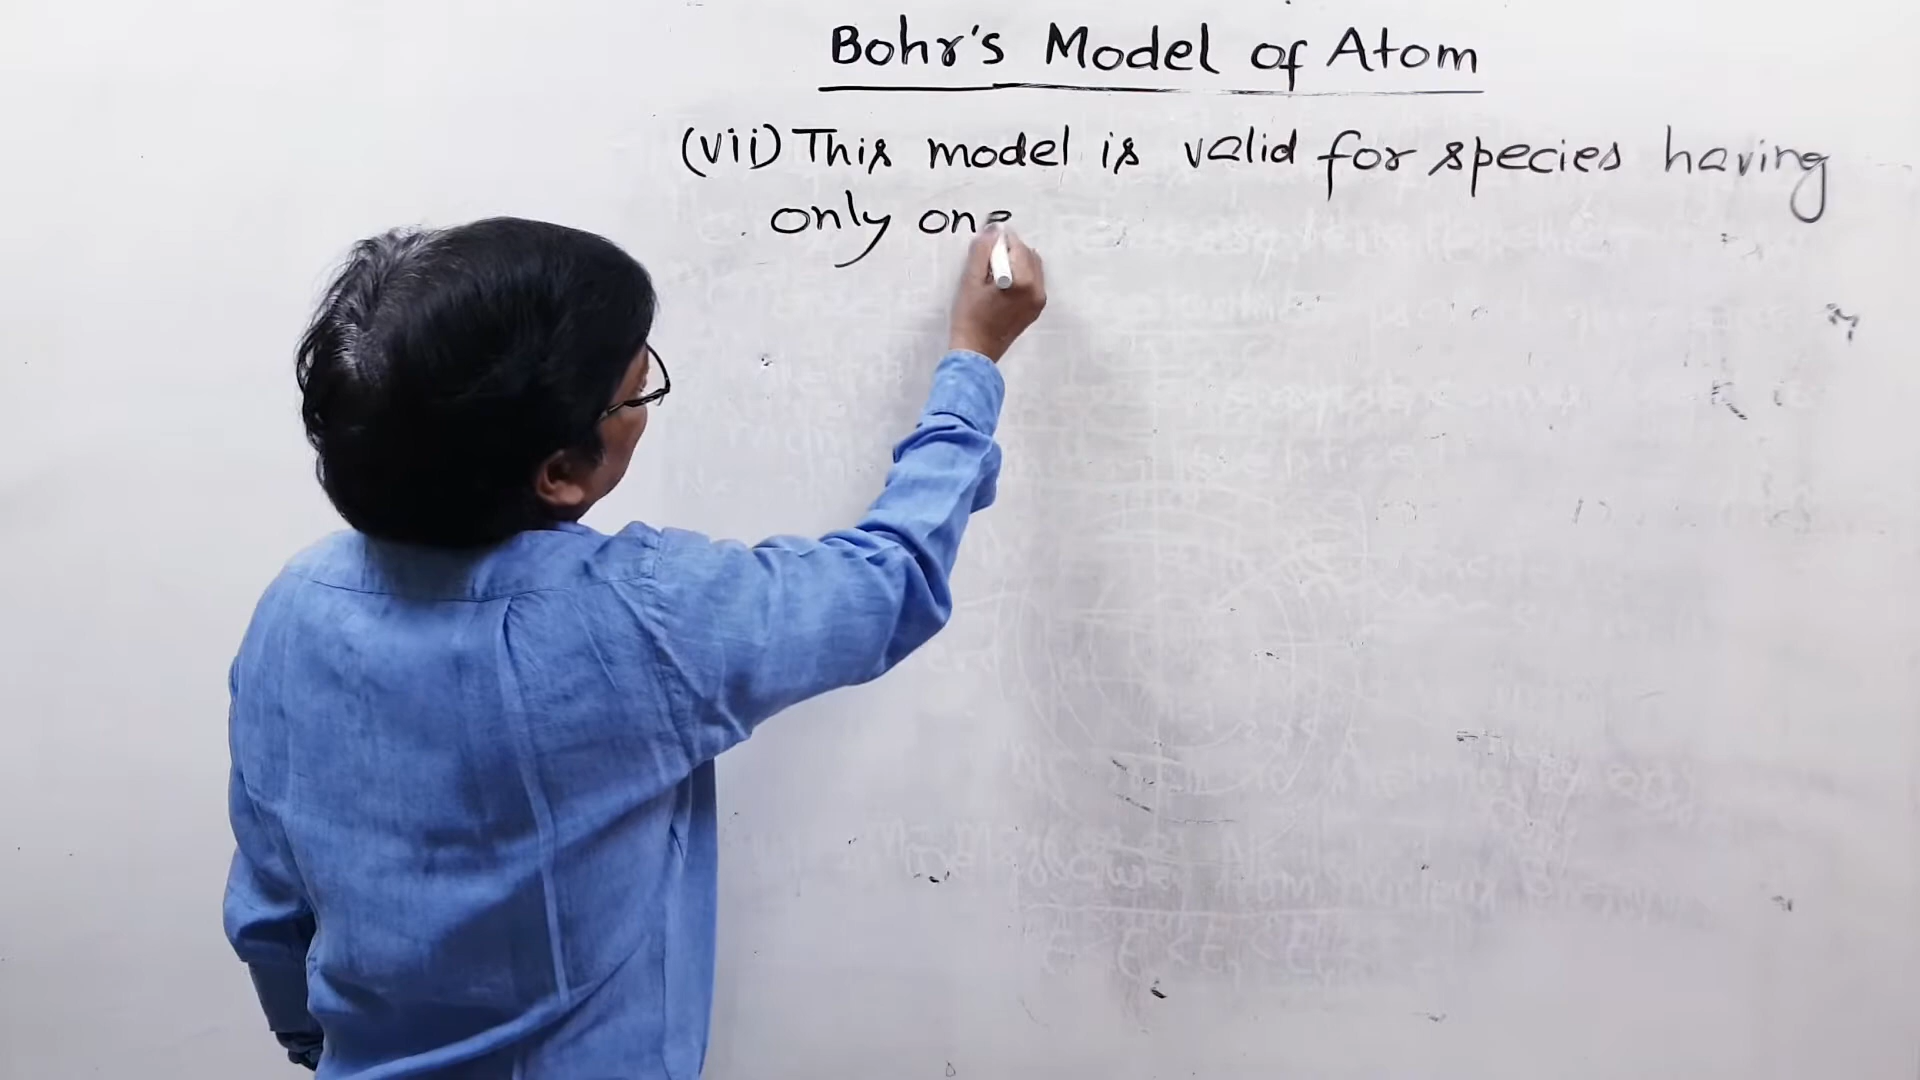 Bohr's Model of Atom
(vii) This model is valid for species having
only one